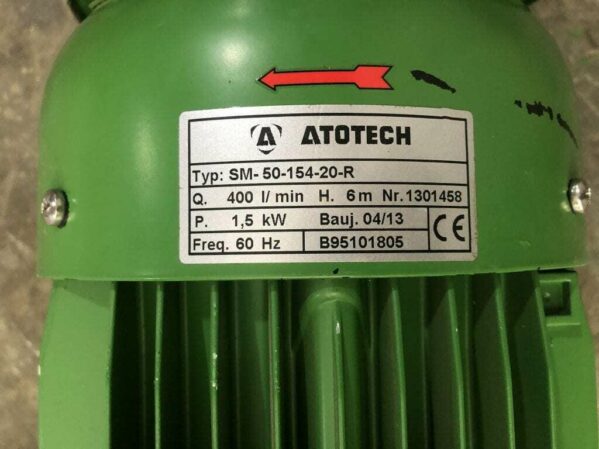 ATOTECH
Typ: SM-50-154-20-R
Q. 400 l/min H. 6m Nr.1301458
P. 1,5 kW Bauj. 04/13
Freq. 60 Hz B95101805 CE